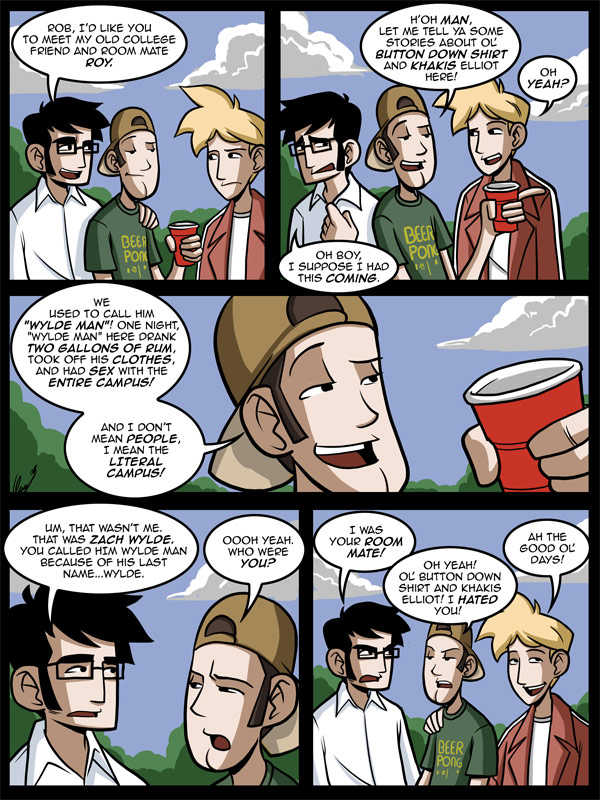 ROB, I'D LIKE YOU
TO MEET MY OLD COLLEGE
FRIEND AND ROOM MATE
ROY.
BEER
PONG
H'OH MAN,
LET ME TELL YA SOME
STORIES ABOUT OL'
BUTTON DOWN SHIRT
AND KHAKIS ELLIOT
HERE!
OH
YEAH?
OH BOY,
I SUPPOSE I HAD
THIS COMING.
BEER
PONG
WE
USED TO CALL HIM
"WYLDE MAN"! ONE NIGHT,
"WYLDE MAN" HERE DRANK
TWO GALLONS OF RUM,
TOOK OFF HIS CLOTHES,
AND HAD SEX WITH THE
ENTIRE CAMPUS!
AND I DON'T
MEAN PEOPLE,
I MEAN THE
LITERAL
CAMPUS!
UM, THAT WASN'T ME.
THAT WAS ZACH WYLDE.
YOU CALLED HIM WYLDE MAN
BECAUSE OF HIS LAST
NAME...WYLDE.
OOOH YEAH.
WHO WERE
YOU?
I WAS
YOUR ROOM
MATE!
OH YEAH!
OL' BUTTON DOWN
SHIRT AND KHAKIS
ELLIOT! I HATED
YOU!
AH THE
GOOD OL'
DAYS!
BEER
PONG